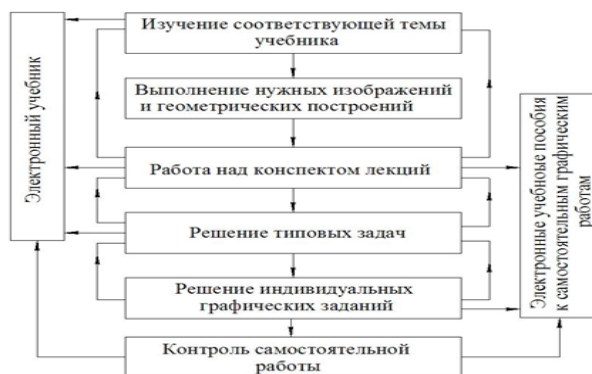 Электронный учебник
Изучение соответствующей темы
учебника
Выполнение нужных изображений
и геометрических построений
Работа над конспектом лекций
Решение типовых задач
Решение индивидуальных
графических заданий
Контроль самостоятельной
работы
Электронные учебные пособия
к самостоятельным графическим
работам